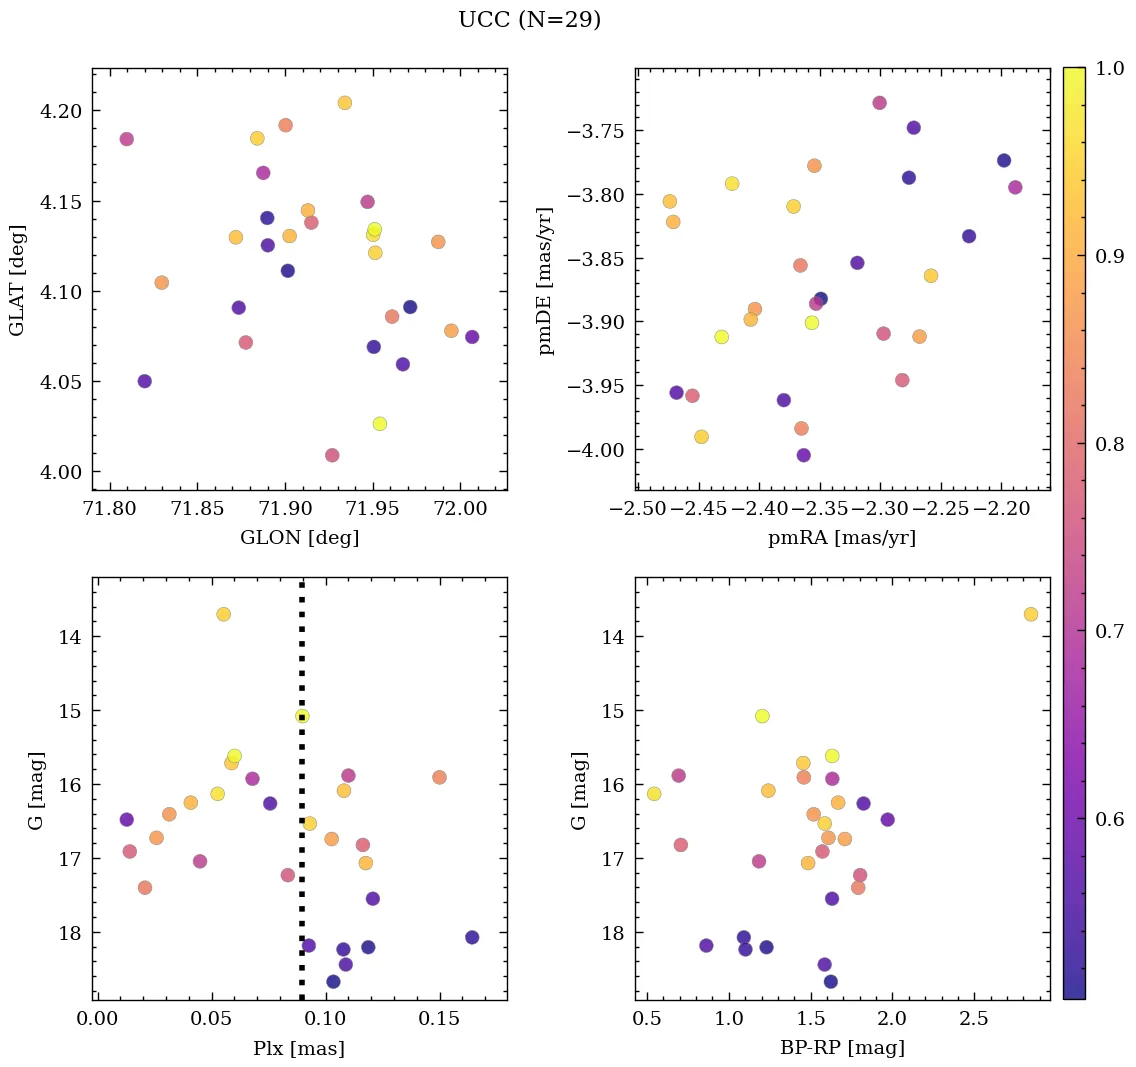 UCC (N=29)
4.20
4.15
4.10
4.05
4.00
GLAT [deg]
71.80 71.85 71.90 71.95 72.00
GLON [deg]
−3.75
−3.80
−3.85
−3.90
−3.95
−4.00
pmDE [mas/yr]
−2.50 −2.45 −2.40 −2.35 −2.30 −2.25 −2.20
pmRA [mas/yr]
1.0
0.9
0.8
0.7
0.6
14
15
16
17
18
G [mag]
0.00 0.05 0.10 0.15
Plx [mas]
14
15
16
17
18
G [mag]
0.5 1.0 1.5 2.0 2.5
BP-RP [mag]